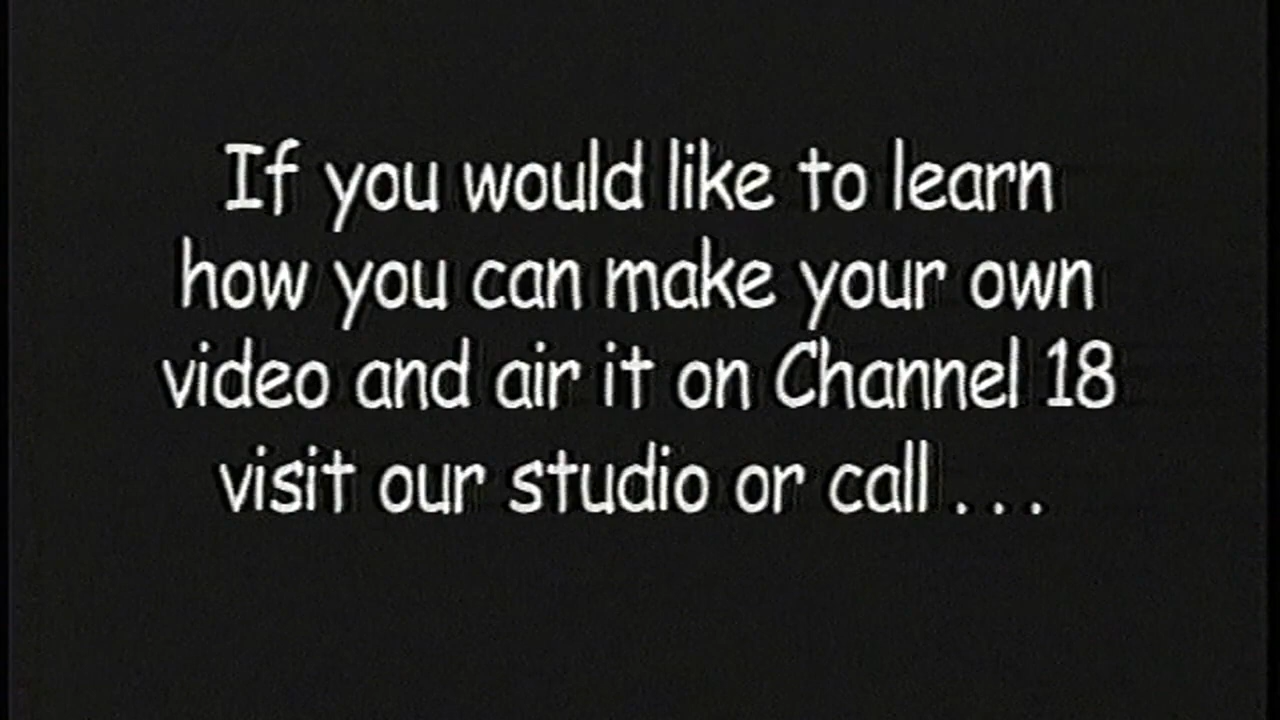 If you would like to learn
how you can make your own
video and air it on Channel 18
visit our studio or call . . .